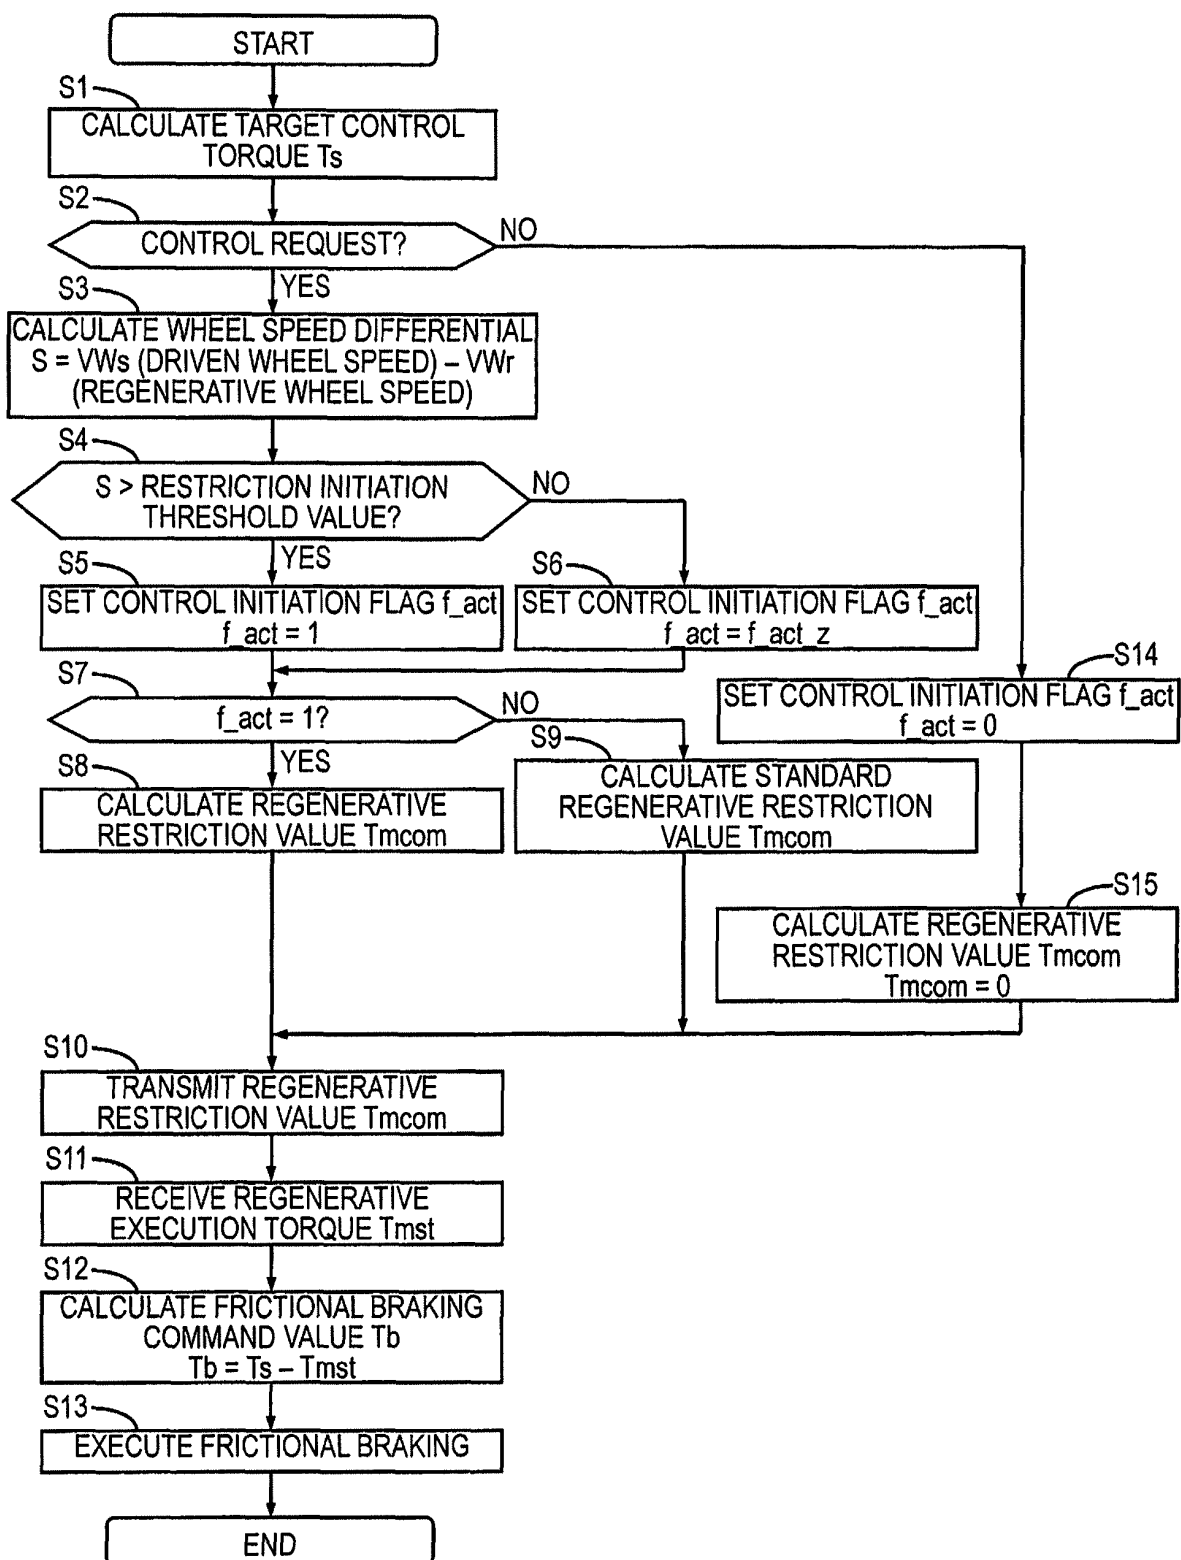 START
S1
CALCULATE TARGET CONTROL
TORQUE Ts
S2
CONTROL REQUEST?
NO
YES
S3
CALCULATE WHEEL SPEED DIFFERENTIAL
S = VWs (DRIVEN WHEEL SPEED) – VWr
(REGENERATIVE WHEEL SPEED)
S4
S > RESTRICTION INITIATION
THRESHOLD VALUE?
NO
YES
S5
SET CONTROL INITIATION FLAG f_act
f_act = 1
S6
SET CONTROL INITIATION FLAG f_act
f_act = f_act_z
S14
SET CONTROL INITIATION FLAG f_act
f_act = 0
S7
f_act = 1?
NO
YES
S8
CALCULATE REGENERATIVE
RESTRICTION VALUE Tmcom
S9
CALCULATE STANDARD
REGENERATIVE RESTRICTION
VALUE Tmcom
S15
CALCULATE REGENERATIVE
RESTRICTION VALUE Tmcom
Tmcom = 0
S10
TRANSMIT REGENERATIVE
RESTRICTION VALUE Tmcom
S11
RECEIVE REGENERATIVE
EXECUTION TORQUE Tmst
S12
CALCULATE FRICTIONAL BRAKING
COMMAND VALUE Tb
Tb = Ts – Tmst
S13
EXECUTE FRICTIONAL BRAKING
END